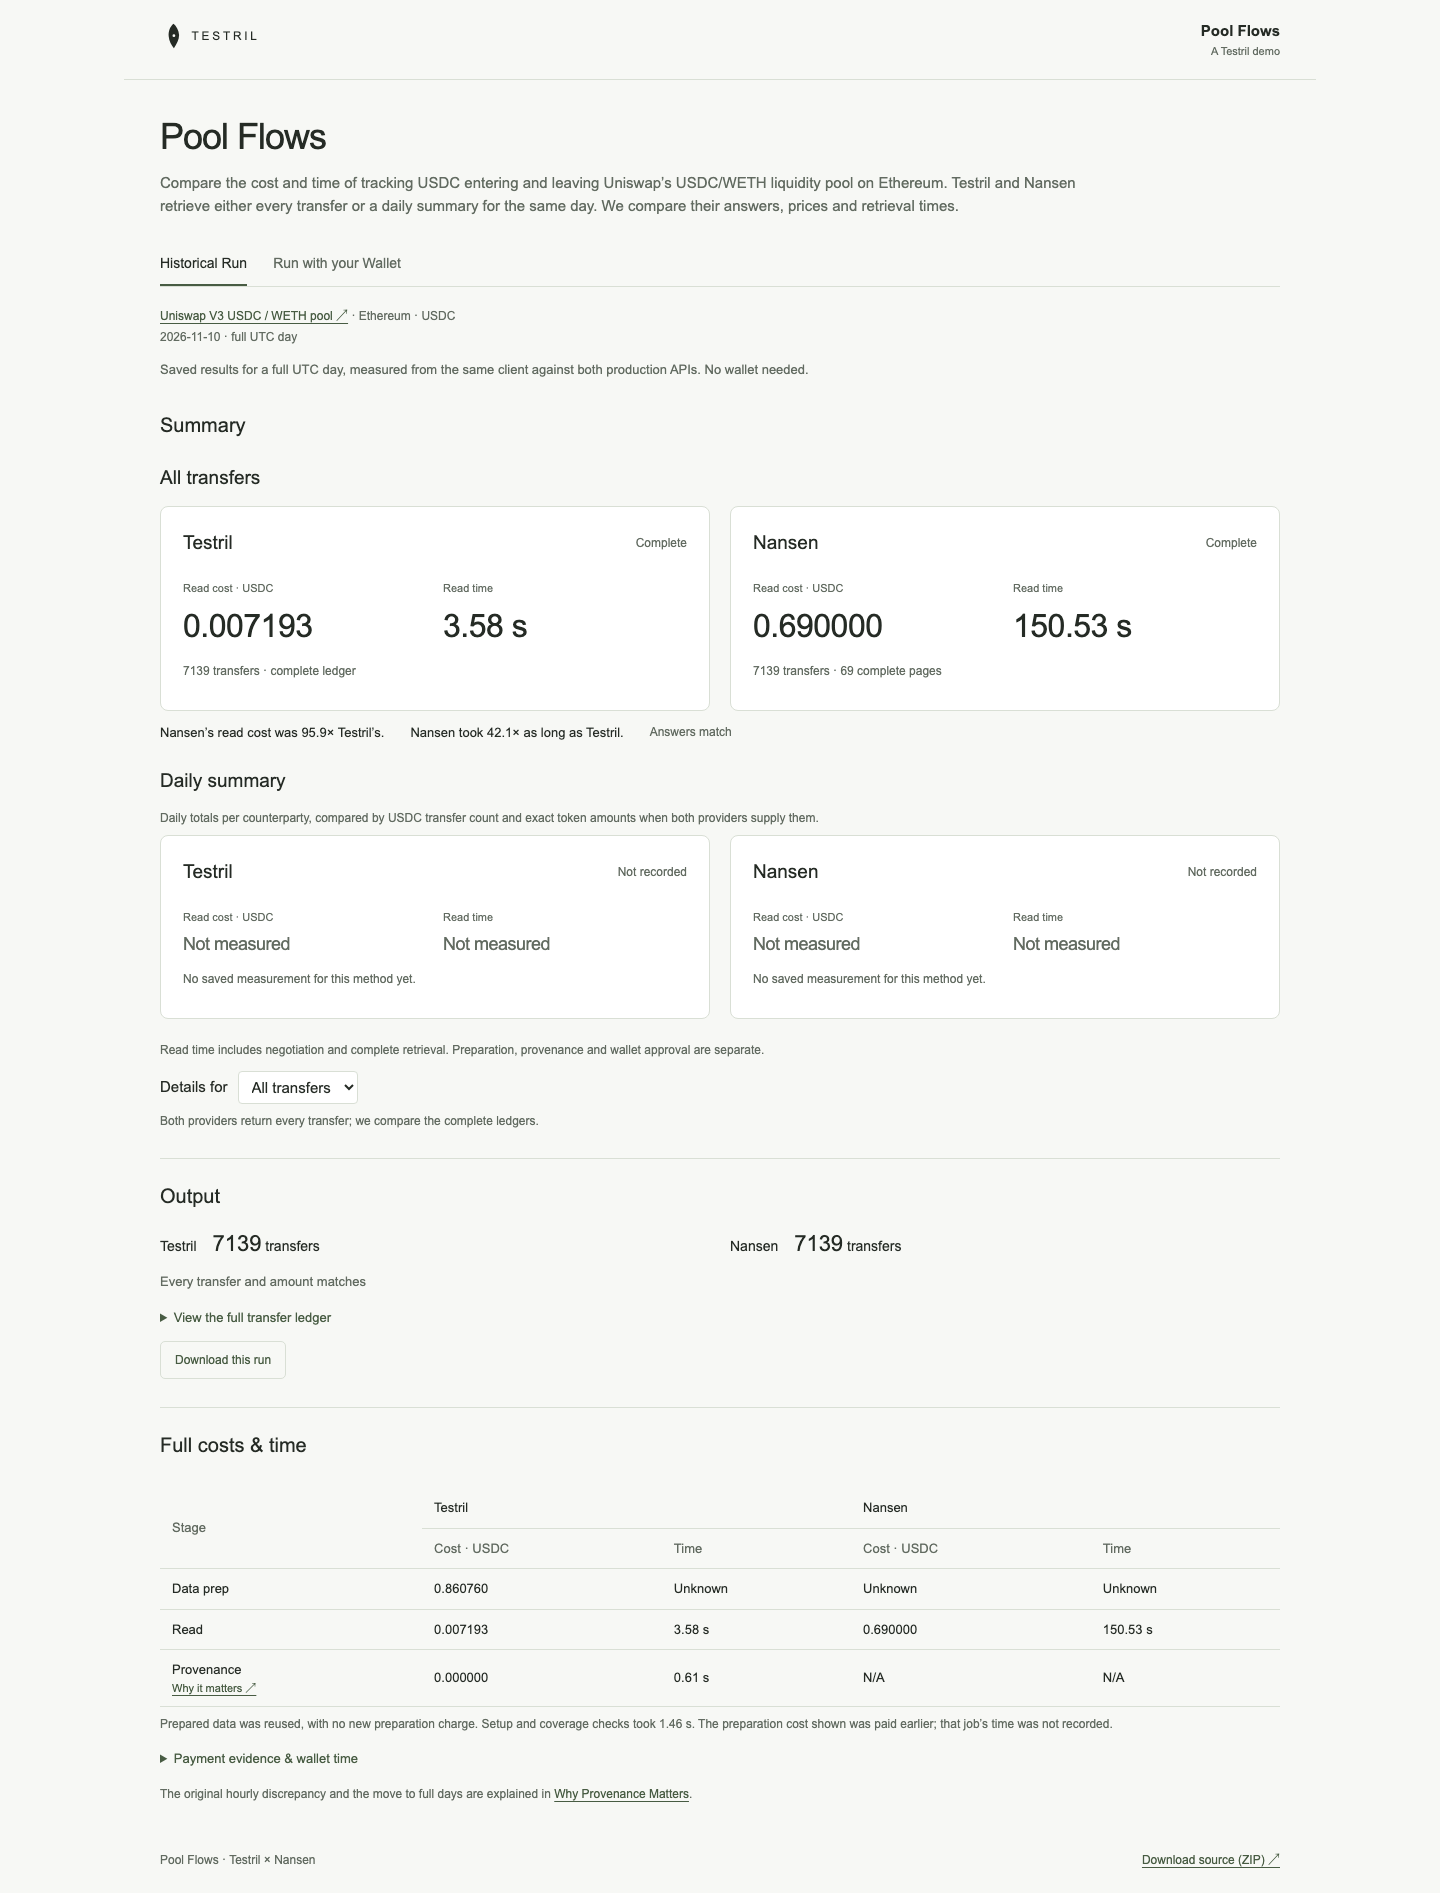 TESTRIL
Pool Flows
A Testril demo
Pool Flows
Compare the cost and time of tracking USDC entering and leaving Uniswap’s USDC/WETH liquidity pool on Ethereum. Testril and Nansen
retrieve either every transfer or a daily summary for the same day. We compare their answers, prices and retrieval times.
Historical Run
Run with your Wallet
Uniswap V3 USDC / WETH pool ↗ · Ethereum · USDC
2026-11-10 · full UTC day
Saved results for a full UTC day, measured from the same client against both production APIs. No wallet needed.
Summary
All transfers
Testril
Complete
Read cost · USDC
Read time
0.007193
3.58 s
7139 transfers · complete ledger
Nansen
Complete
Read cost · USDC
Read time
0.690000
150.53 s
7139 transfers · 69 complete pages
Nansen’s read cost was 95.9× Testril’s.
Nansen took 42.1× as long as Testril.
Answers match
Daily summary
Daily totals per counterparty, compared by USDC transfer count and exact token amounts when both providers supply them.
Testril
Not recorded
Read cost · USDC
Read time
Not measured
Not measured
No saved measurement for this method yet.
Nansen
Not recorded
Read cost · USDC
Read time
Not measured
Not measured
No saved measurement for this method yet.
Read time includes negotiation and complete retrieval. Preparation, provenance and wallet approval are separate.
Details for All transfers
Both providers return every transfer; we compare the complete ledgers.
Output
Testril 7139 transfers
Nansen 7139 transfers
Every transfer and amount matches
View the full transfer ledger
Download this run
Full costs & time
Stage
Testril
Nansen
Cost · USDC
Time
Cost · USDC
Time
Data prep
0.860760
Unknown
Unknown
Unknown
Read
0.007193
3.58 s
0.690000
150.53 s
Provenance
Why it matters ↗
0.000000
0.61 s
N/A
N/A
Prepared data was reused, with no new preparation charge. Setup and coverage checks took 1.46 s. The preparation cost shown was paid earlier; that job’s time was not recorded.
Payment evidence & wallet time
The original hourly discrepancy and the move to full days are explained in Why Provenance Matters.
Pool Flows · Testril × Nansen
Download source (ZIP) ↗